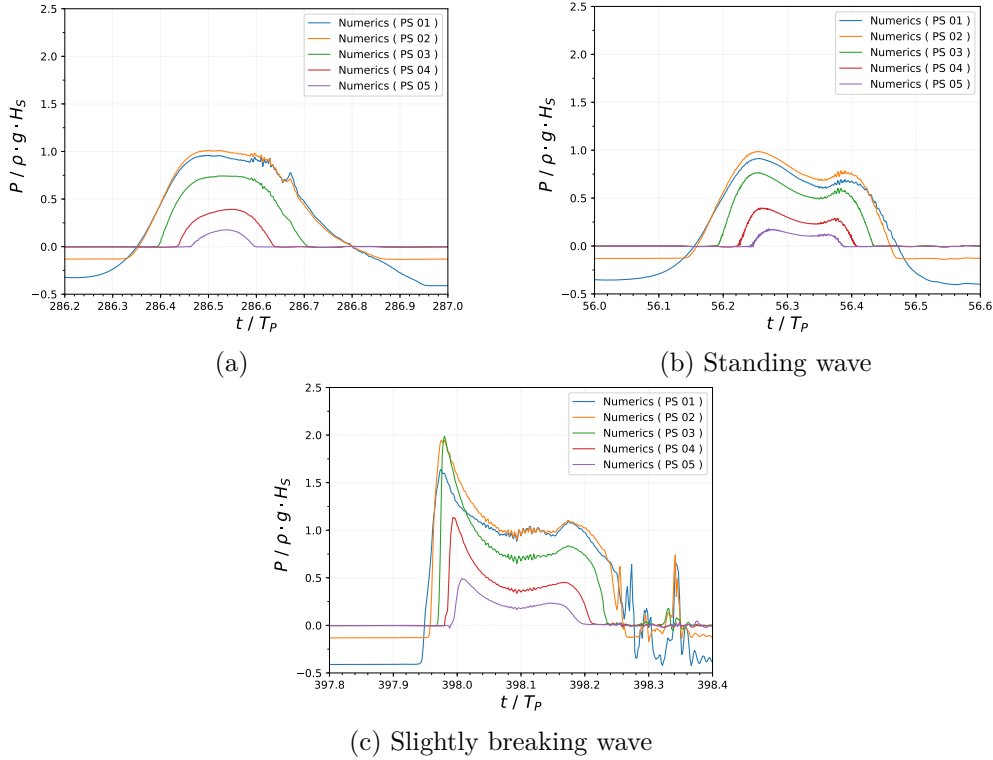 2.5
2.0
1.5
1.0
0.5
0.0
−0.5
P / ρ · g · H_S
286.2 286.3 286.4 286.5 286.6 286.7 286.8 286.9 287.0
t / T_P
Numerics ( PS 01 )
Numerics ( PS 02 )
Numerics ( PS 03 )
Numerics ( PS 04 )
Numerics ( PS 05 )
(a)
2.5
2.0
1.5
1.0
0.5
0.0
−0.5
P / ρ · g · H_S
56.0 56.1 56.2 56.3 56.4 56.5 56.6
t / T_P
Numerics ( PS 01 )
Numerics ( PS 02 )
Numerics ( PS 03 )
Numerics ( PS 04 )
Numerics ( PS 05 )
(b) Standing wave
2.5
2.0
1.5
1.0
0.5
0.0
−0.5
P / ρ · g · H_S
397.8 397.9 398.0 398.1 398.2 398.3 398.4
t / T_P
Numerics ( PS 01 )
Numerics ( PS 02 )
Numerics ( PS 03 )
Numerics ( PS 04 )
Numerics ( PS 05 )
(c) Slightly breaking wave